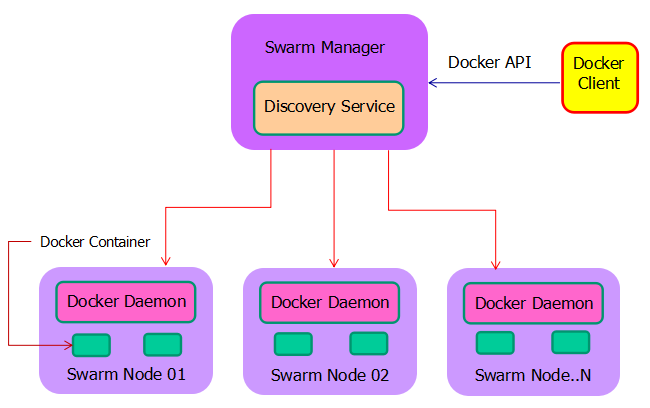 Swarm Manager
Docker API
Docker
Client
Discovery Service
Docker Container
Docker Daemon
Docker Daemon
Docker Daemon
Swarm Node 01
Swarm Node 02
Swarm Node..N